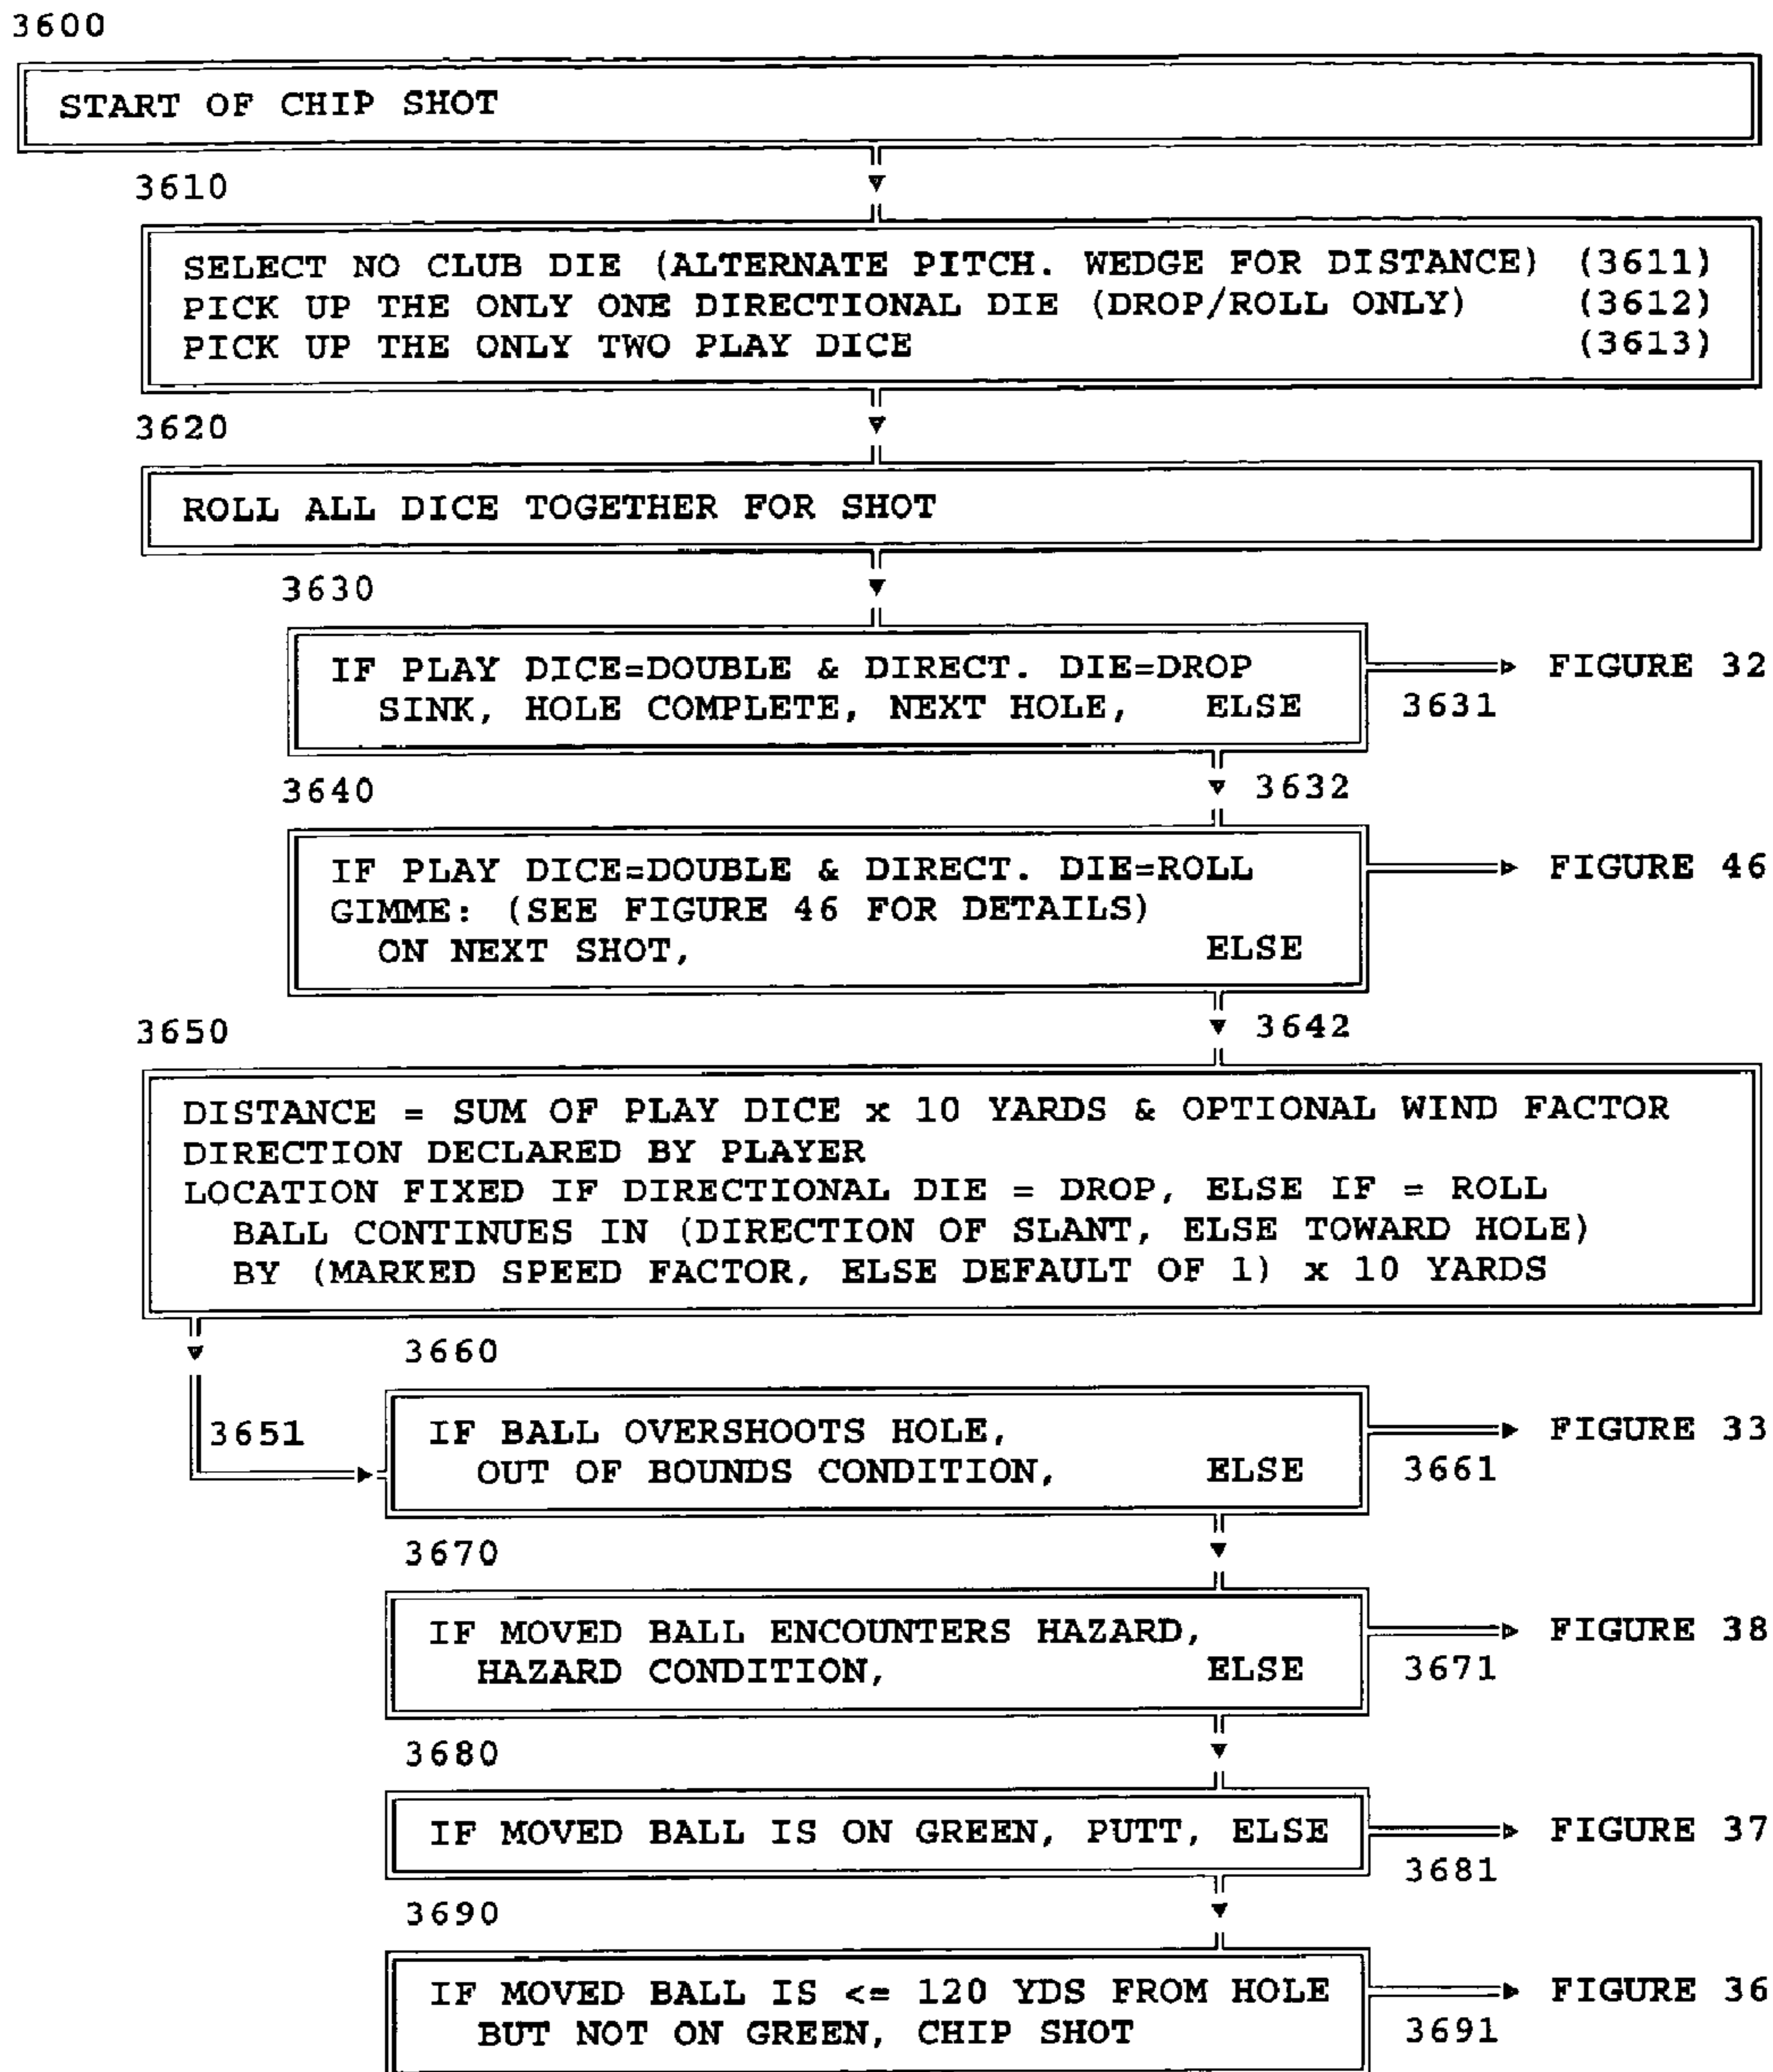 3600
START OF CHIP SHOT
3610
SELECT NO CLUB DIE (ALTERNATE PITCH. WEDGE FOR DISTANCE) (3611)
PICK UP THE ONLY ONE DIRECTIONAL DIE (DROP/ROLL ONLY) (3612)
PICK UP THE ONLY TWO PLAY DICE (3613)
3620
ROLL ALL DICE TOGETHER FOR SHOT
3630
IF PLAY DICE=DOUBLE & DIRECT. DIE=DROP
SINK, HOLE COMPLETE, NEXT HOLE, ELSE
FIGURE 32
3631
3632
3640
IF PLAY DICE=DOUBLE & DIRECT. DIE=ROLL
GIMME: (SEE FIGURE 46 FOR DETAILS)
ON NEXT SHOT, ELSE
FIGURE 46
3642
3650
DISTANCE = SUM OF PLAY DICE x 10 YARDS & OPTIONAL WIND FACTOR
DIRECTION DECLARED BY PLAYER
LOCATION FIXED IF DIRECTIONAL DIE = DROP, ELSE IF = ROLL
BALL CONTINUES IN (DIRECTION OF SLANT, ELSE TOWARD HOLE)
BY (MARKED SPEED FACTOR, ELSE DEFAULT OF 1) x 10 YARDS
3651
3660
IF BALL OVERSHOOTS HOLE,
OUT OF BOUNDS CONDITION, ELSE
FIGURE 33
3661
3670
IF MOVED BALL ENCOUNTERS HAZARD,
HAZARD CONDITION, ELSE
FIGURE 38
3671
3680
IF MOVED BALL IS ON GREEN, PUTT, ELSE
FIGURE 37
3681
3690
IF MOVED BALL IS <= 120 YDS FROM HOLE
BUT NOT ON GREEN, CHIP SHOT
FIGURE 36
3691